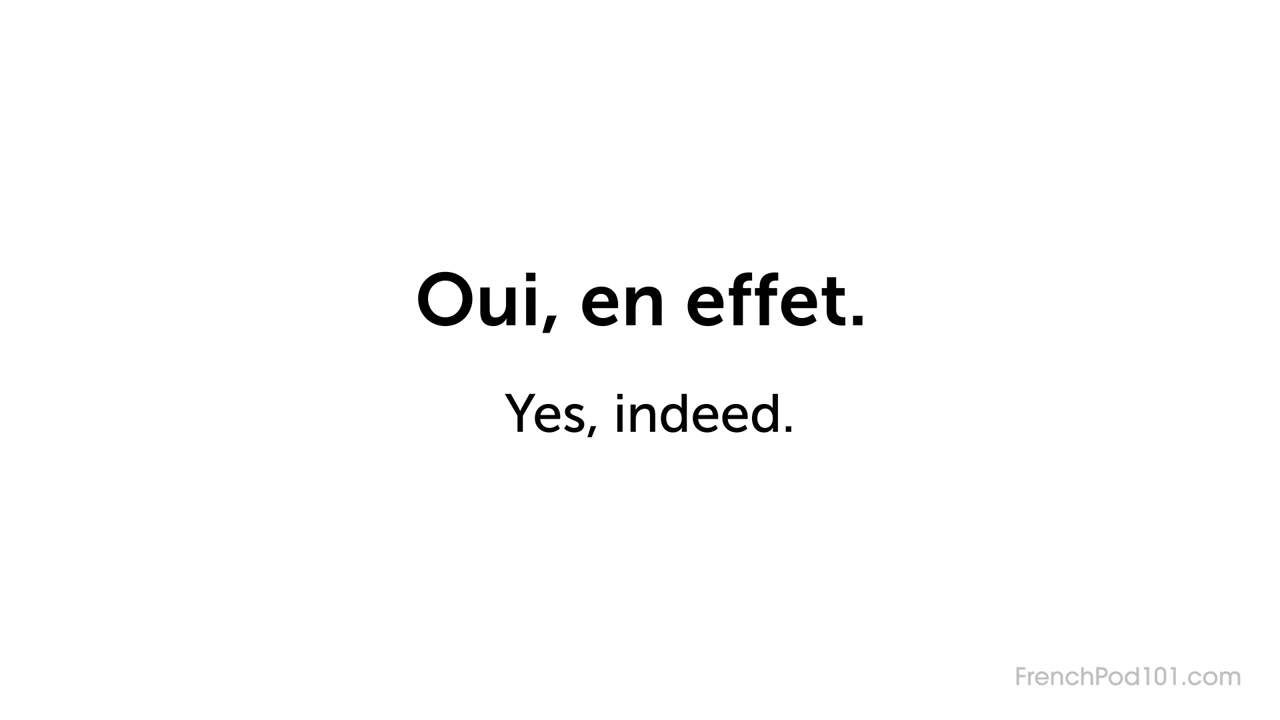 Oui, en effet.
Yes, indeed.
FrenchPod101.com